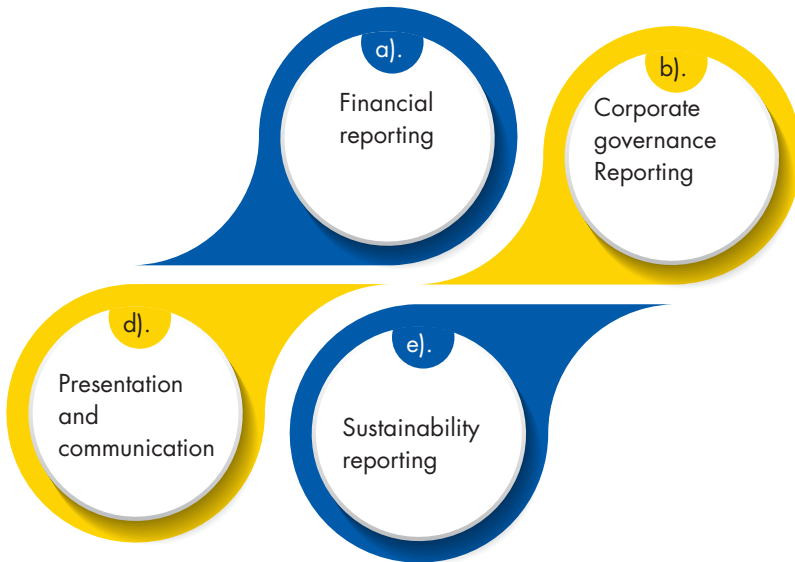 a).
Financial
reporting
b).
Corporate
governance
Reporting
d).
Presentation
and
communication
e).
Sustainability
reporting